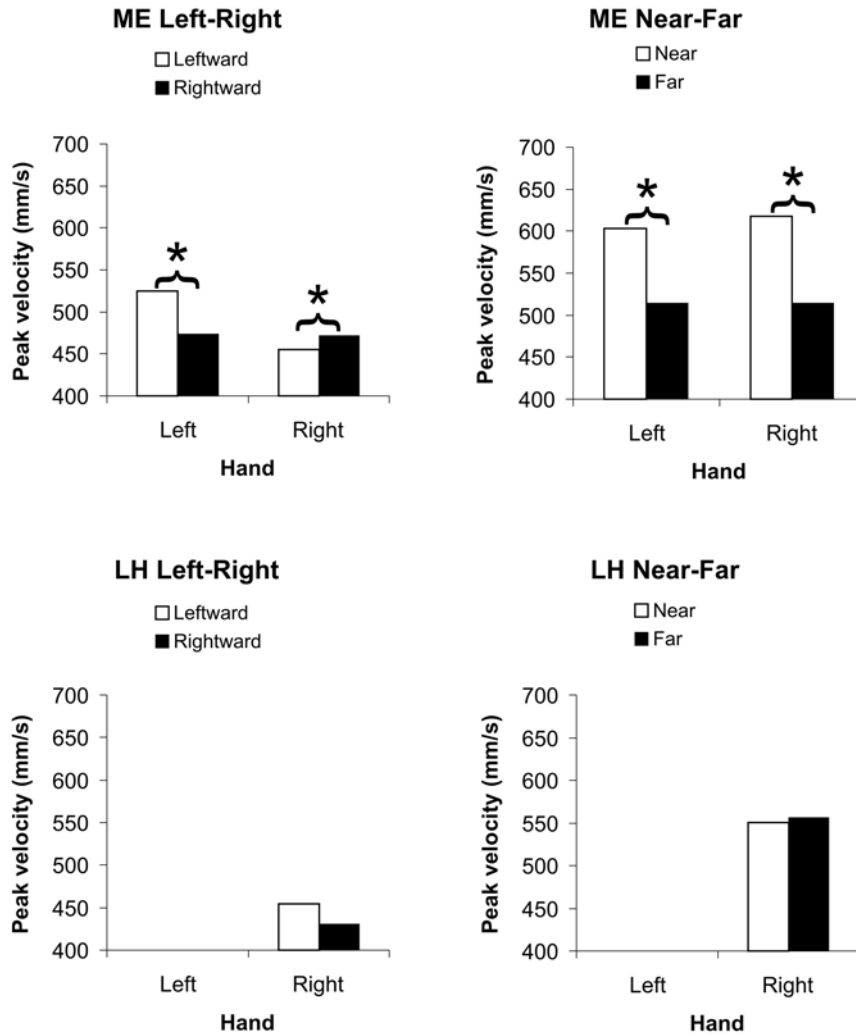 ME Left-Right
Leftward
Rightward
Peak velocity (mm/s)
700
650
600
550
500
450
400
*
*
Left Right
Hand
ME Near-Far
Near
Far
Peak velocity (mm/s)
700
650
600
550
500
450
400
*
*
Left Right
Hand
LH Left-Right
Leftward
Rightward
Peak velocity (mm/s)
700
650
600
550
500
450
400
Left Right
Hand
LH Near-Far
Near
Far
Peak velocity (mm/s)
700
650
600
550
500
450
400
Left Right
Hand